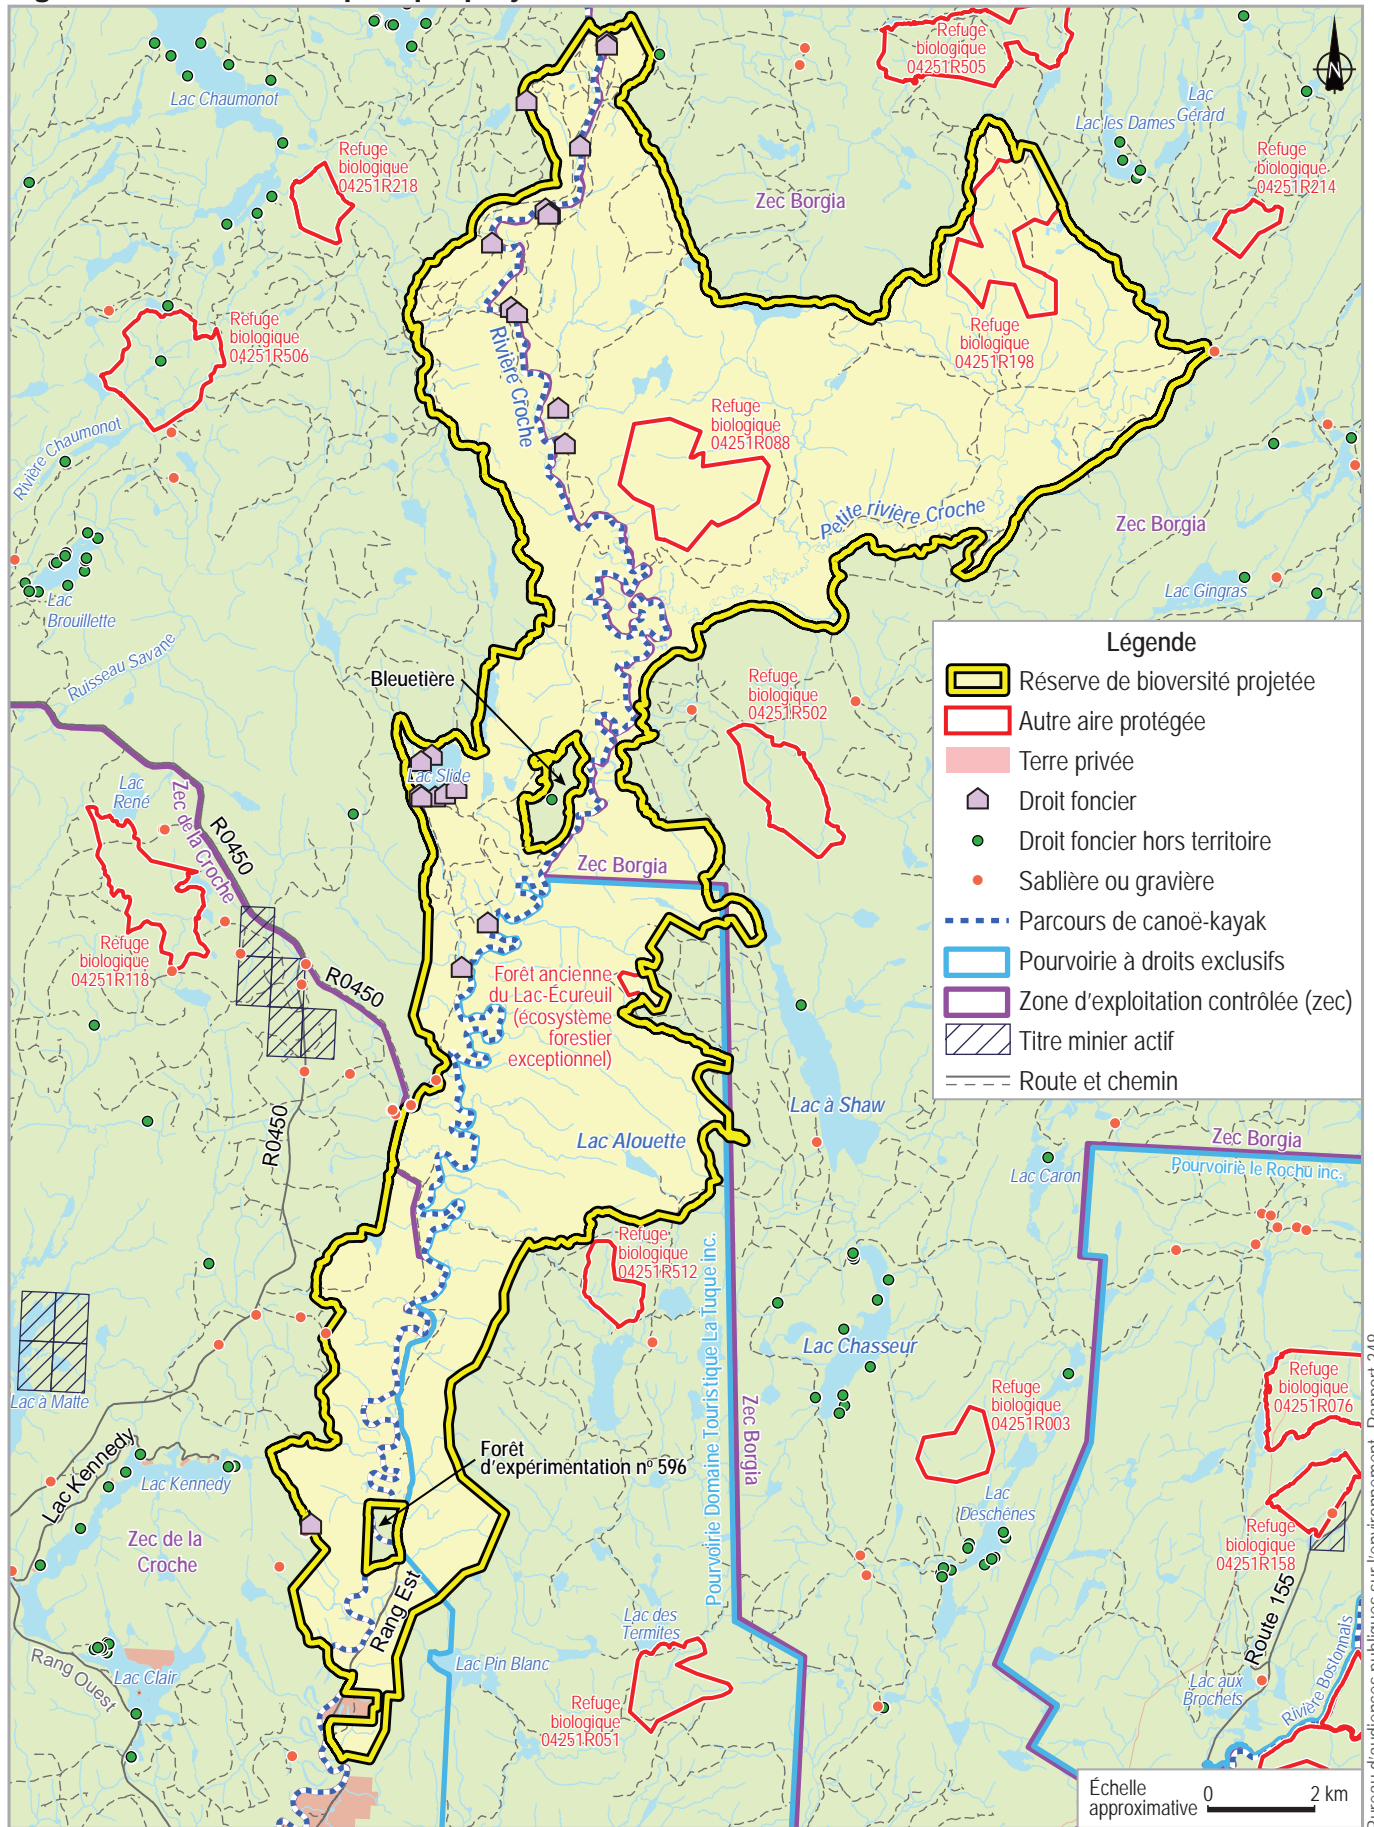 Refuge
biologique
04251R505
N
Lac Chaumonot
Lac
Gérard
Lac les Dames
Refuge
biologique
04251R218
Refuge
biologique
04251R214
Zec Borgia
Refuge
biologique
04251R506
Refuge
biologique
04251R198
Rivière Croche
Refuge
biologique
04251R088
Rivière Chaumonot
Petite rivière Croche
Zec Borgia
Lac Gingras
Lac
Brouillette
Ruisseau Savane
Bleuetière
Refuge
biologique
04251R502
Légende
Réserve de bioversité projetée
Autre aire protégée
Terre privée
Droit foncier
Droit foncier hors territoire
Sablière ou gravière
Parcours de canoë-kayak
Pourvoirie à droits exclusifs
Zone d'exploitation contrôlée (zec)
Titre minier actif
Route et chemin
Lac Slide
Lac
René
Zec de la Croche
R0450
Zec Borgia
Refuge
biologique
04251R118
R0450
Forêt ancienne
du Lac-Écureuil
(écosystème
forestier
exceptionnel)
Lac à Shaw
R0450
Lac Alouette
Zec Borgia
Pourvoirie le Rochu inc.
Lac Caron
Refuge
biologique
04251R512
Pourvoirie Domaine Touristique La Tuque inc.
Zec Borgia
Lac Chasseur
Lac à Matte
Refuge
biologique
04251R076
Refuge
biologique
04251R003
Lac Kennedy
Lac Kennedy
Forêt
d'expérimentation nº 596
Lac
Deschênes
Zec de la
Croche
Refuge
biologique
04251R158
Rang Est
Route 155
Lac des
Termites
Rang Ouest
Lac Clair
Lac Pin Blanc
Lac aux
Brochets
Rivière Bostonnais
Refuge
biologique
04251R051
Échelle
approximative
0 2 km